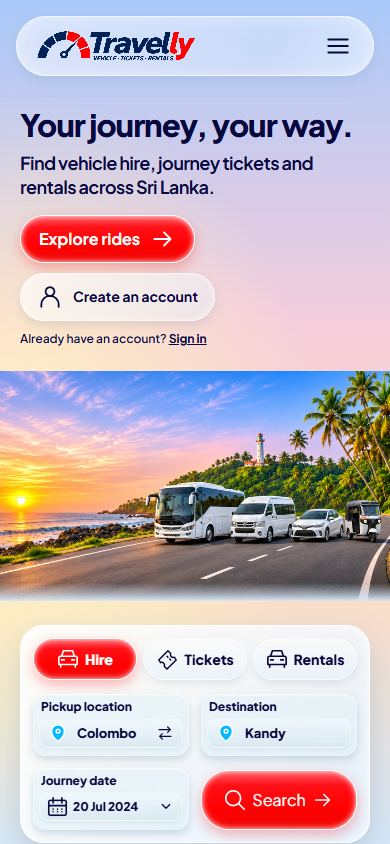 Travelly
VEHICLE · TICKETS · RENTALS
Your journey, your way.
Find vehicle hire, journey tickets and
rentals across Sri Lanka.
Explore rides
Create an account
Already have an account? Sign in
Hire Tickets Rentals
Pickup location Destination
Colombo Kandy
Journey date
20 Jul 2024 Search